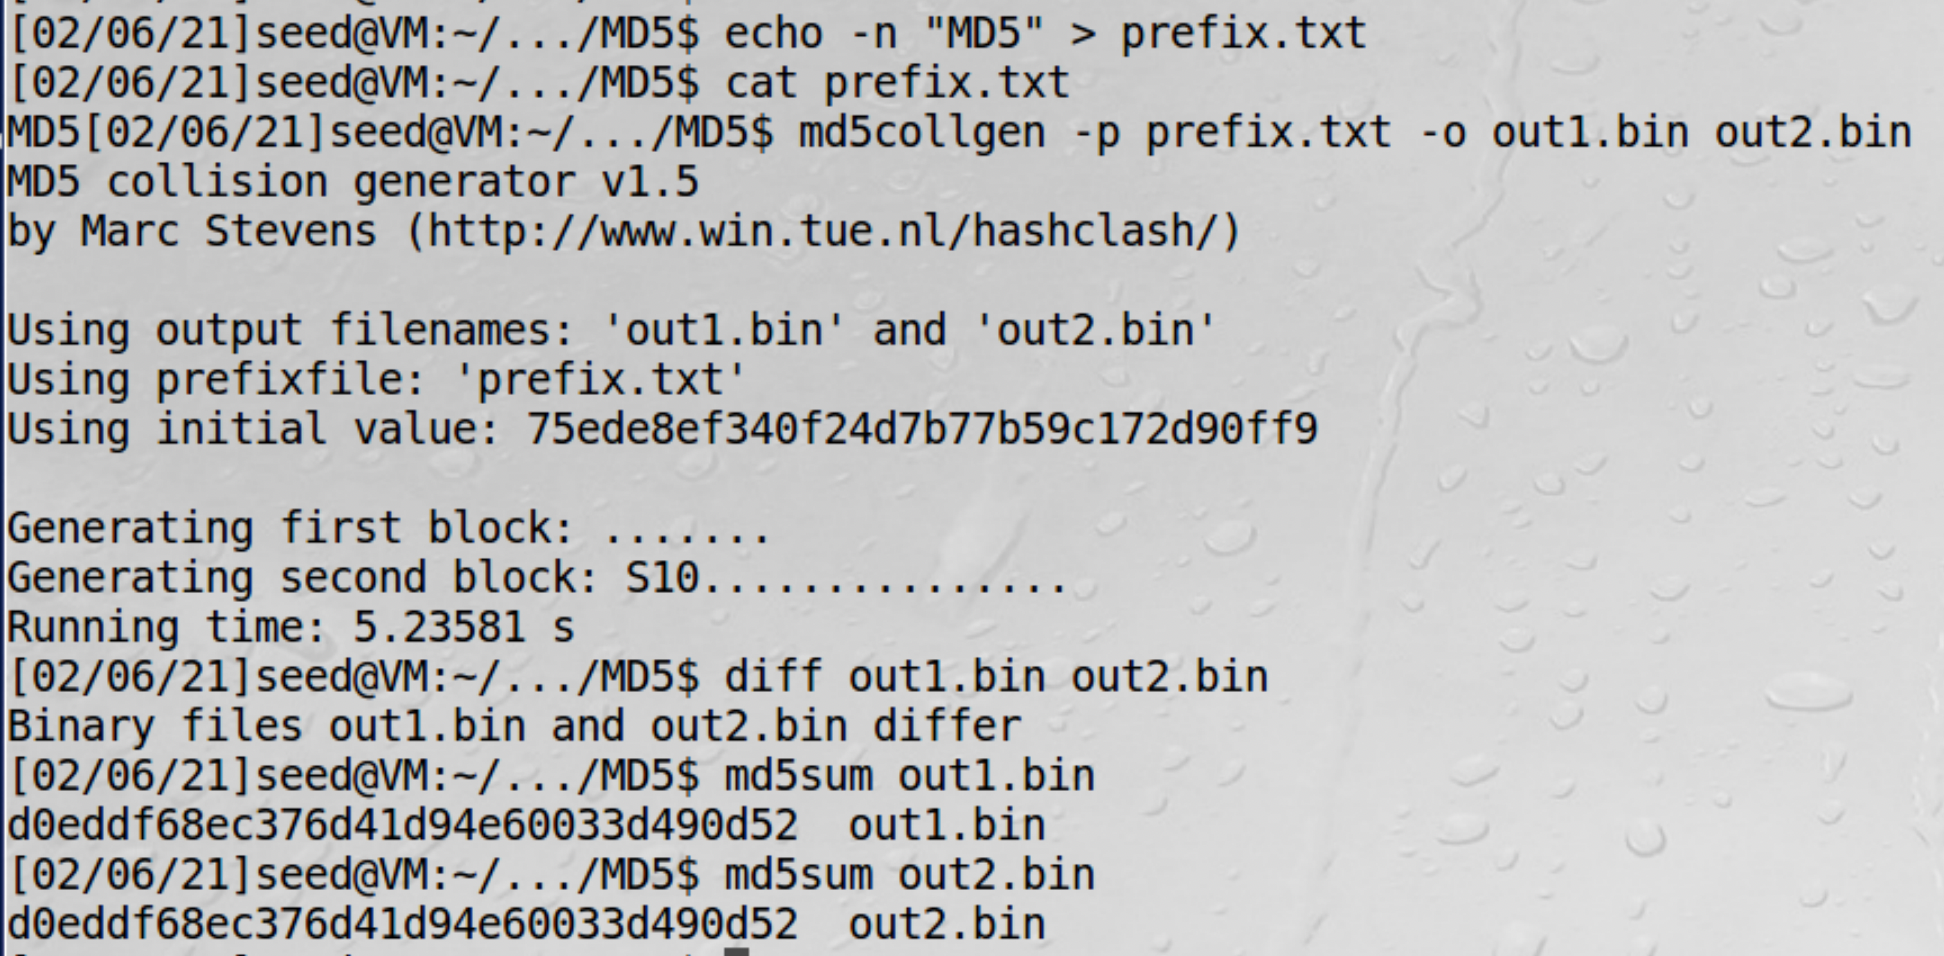 [02/06/21]seed@VM:~/.../MD5$ echo -n "MD5" > prefix.txt
[02/06/21]seed@VM:~/.../MD5$ cat prefix.txt
MD5[02/06/21]seed@VM:~/.../MD5$ md5collgen -p prefix.txt -o out1.bin out2.bin
MD5 collision generator v1.5
by Marc Stevens (http://www.win.tue.nl/hashclash/)
Using output filenames: 'out1.bin' and 'out2.bin'
Using prefixfile: 'prefix.txt'
Using initial value: 75ede8ef340f24d7b77b59c172d90ff9
Generating first block: .......
Generating second block: S10...............
Running time: 5.23581 s
[02/06/21]seed@VM:~/.../MD5$ diff out1.bin out2.bin
Binary files out1.bin and out2.bin differ
[02/06/21]seed@VM:~/.../MD5$ md5sum out1.bin
d0eddf68ec376d41d94e60033d490d52  out1.bin
[02/06/21]seed@VM:~/.../MD5$ md5sum out2.bin
d0eddf68ec376d41d94e60033d490d52  out2.bin